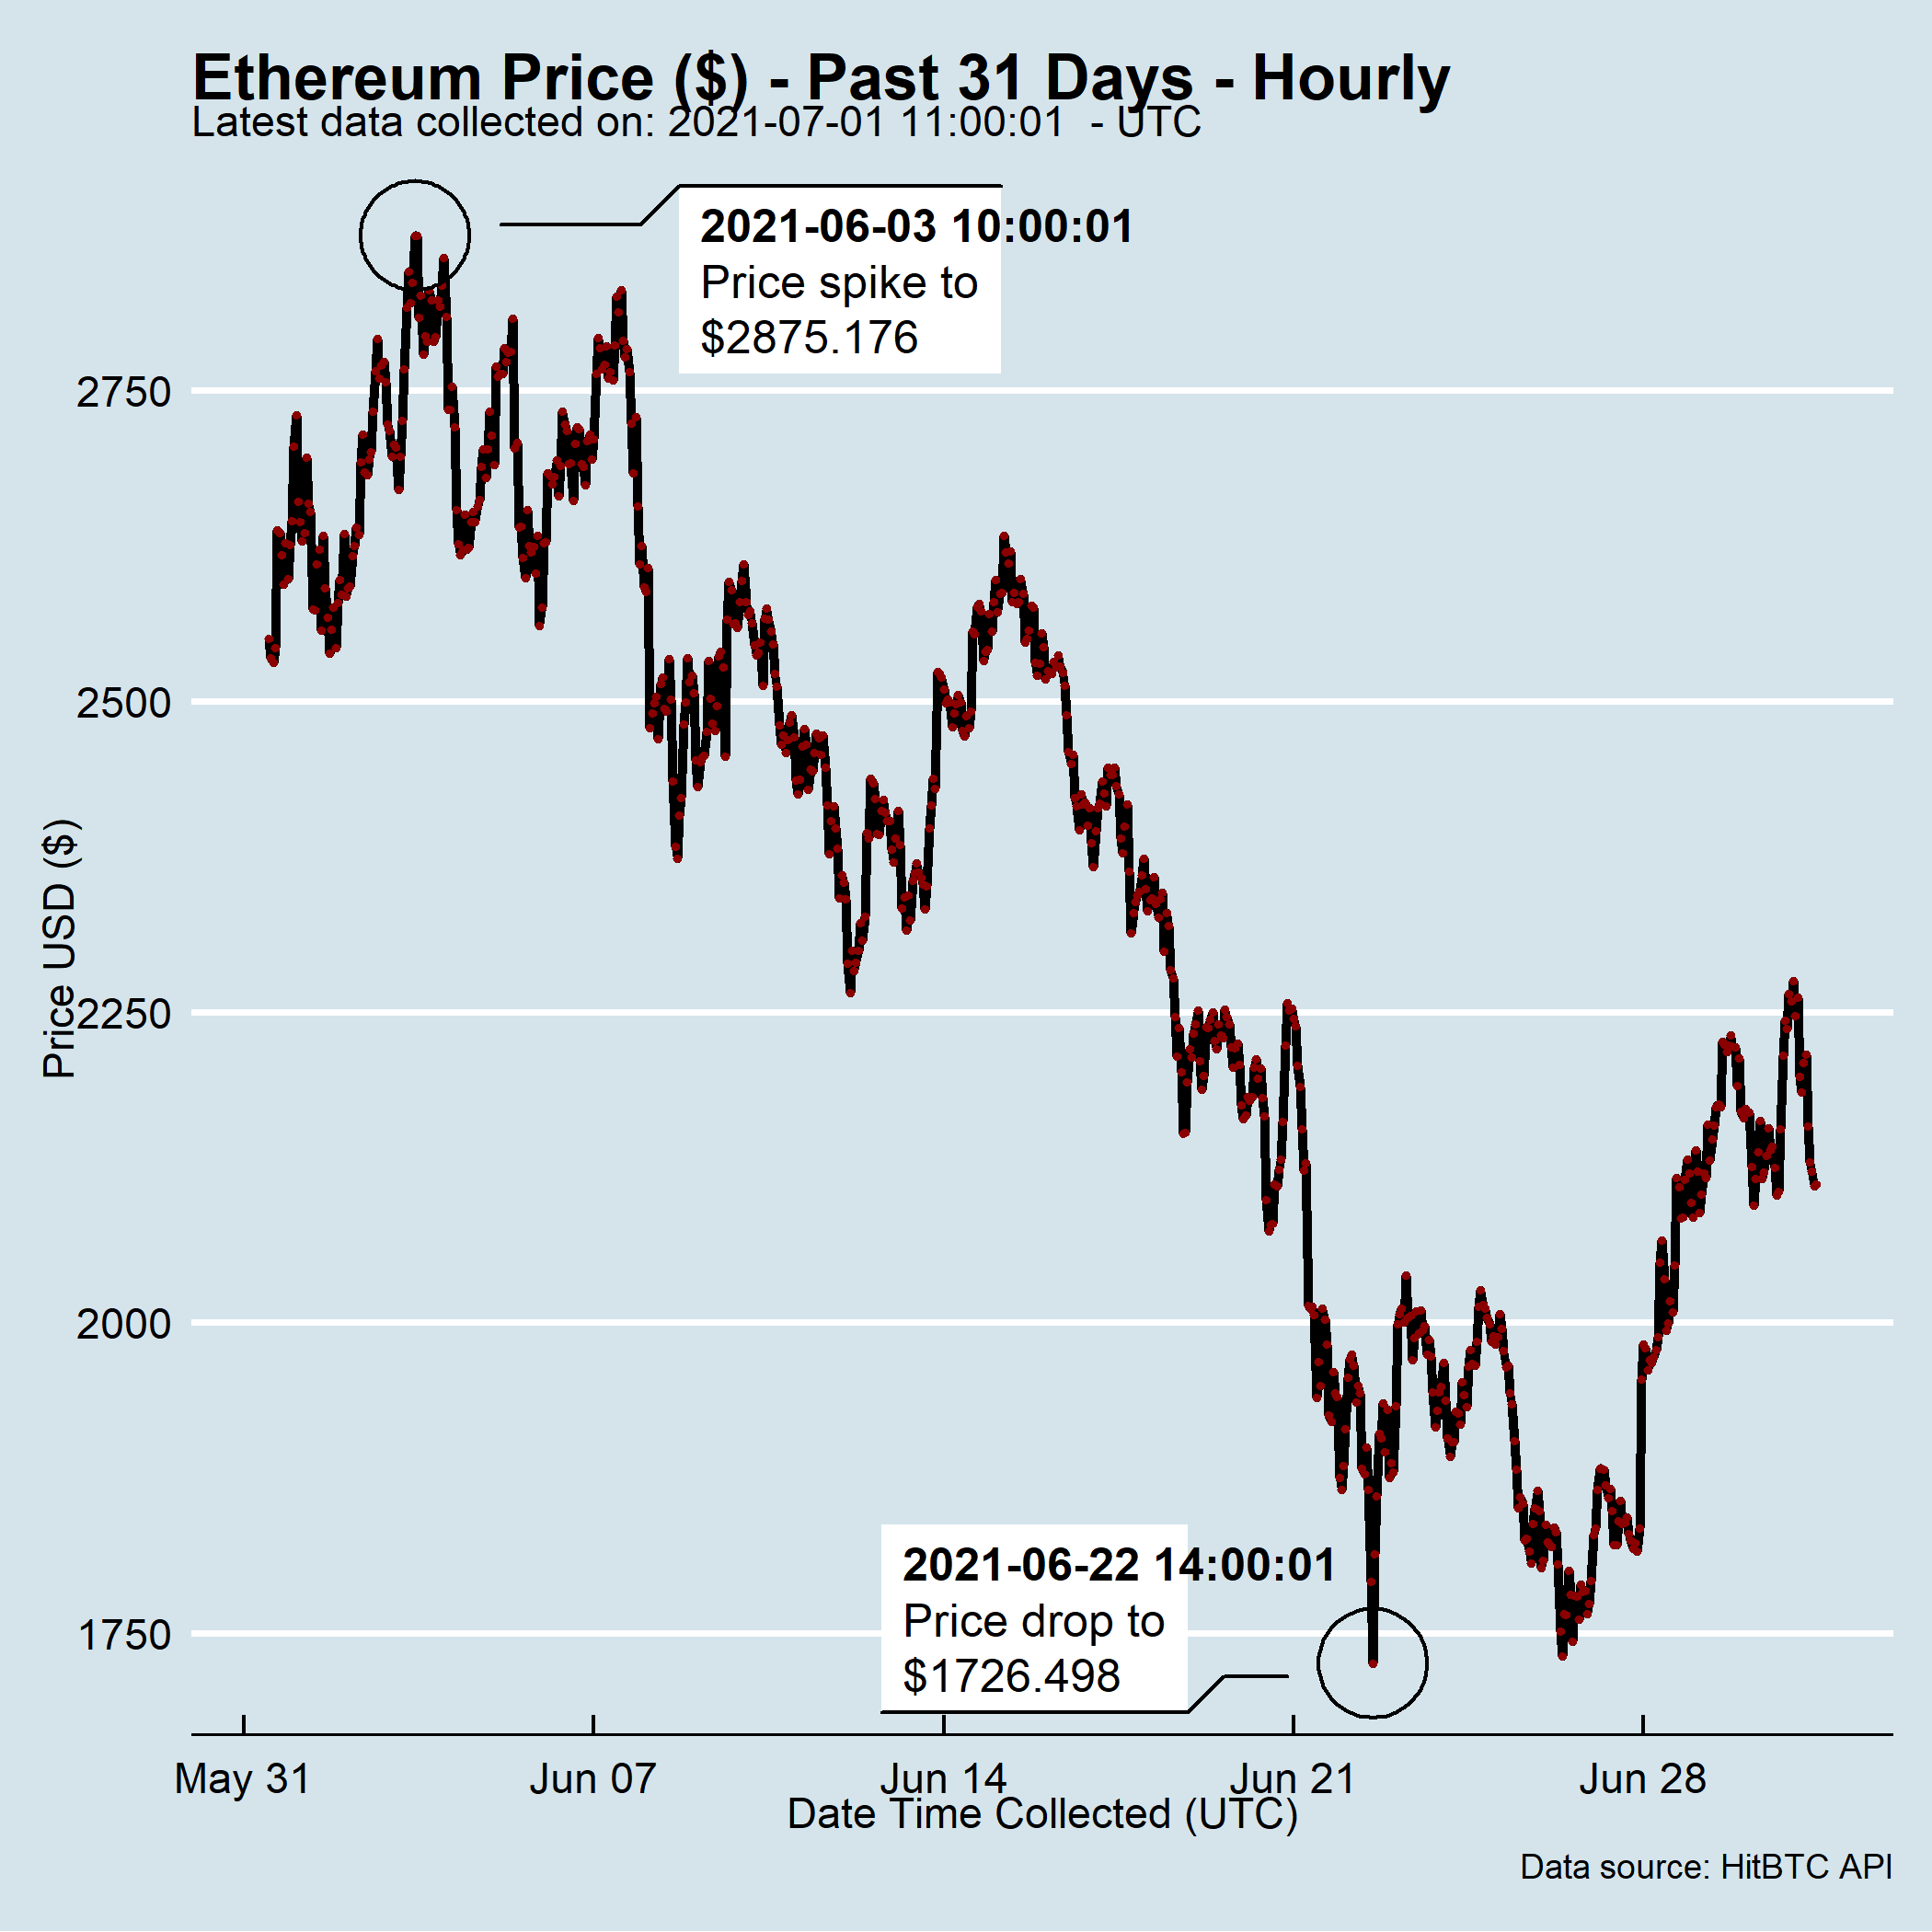 Ethereum Price ($) - Past 31 Days - Hourly
Latest data collected on: 2021-07-01 11:00:01  - UTC
2021-06-03 10:00:01
Price spike to
$2875.176
2750
2500
2250
2000
1750
Price USD ($)
2021-06-22 14:00:01
Price drop to
$1726.498
May 31 Jun 07 Jun 14 Jun 21 Jun 28
Date Time Collected (UTC)
Data source: HitBTC API